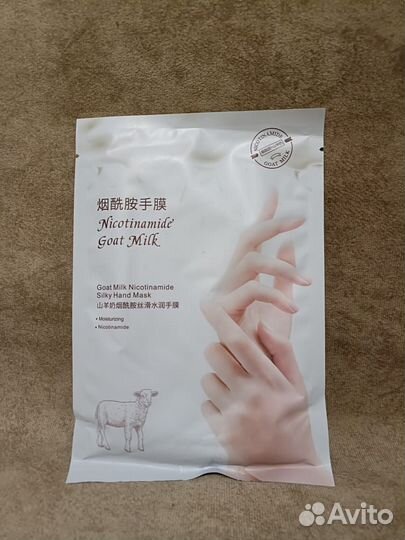 NICOTINAMIDE
GOAT MILK
烟酰胺手膜
Nicotinamide
Goat Milk
Goat Milk Nicotinamide
Silky Hand Mask
山羊奶烟酰胺丝滑水润手膜
• Moisturizing
• Nicotinamide
Avito